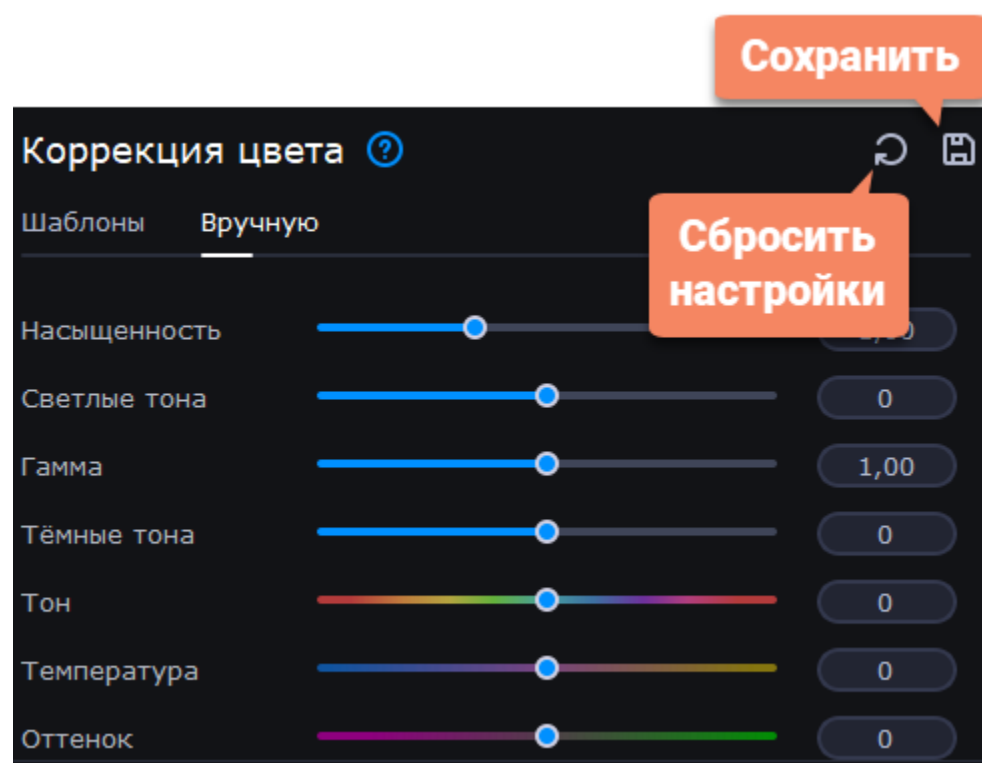 Сохранить
Коррекция цвета ?
Шаблоны Вручную
Сбросить
настройки
Насыщенность
Светлые тона 0
Гамма 1,00
Тёмные тона 0
Тон 0
Температура 0
Оттенок 0